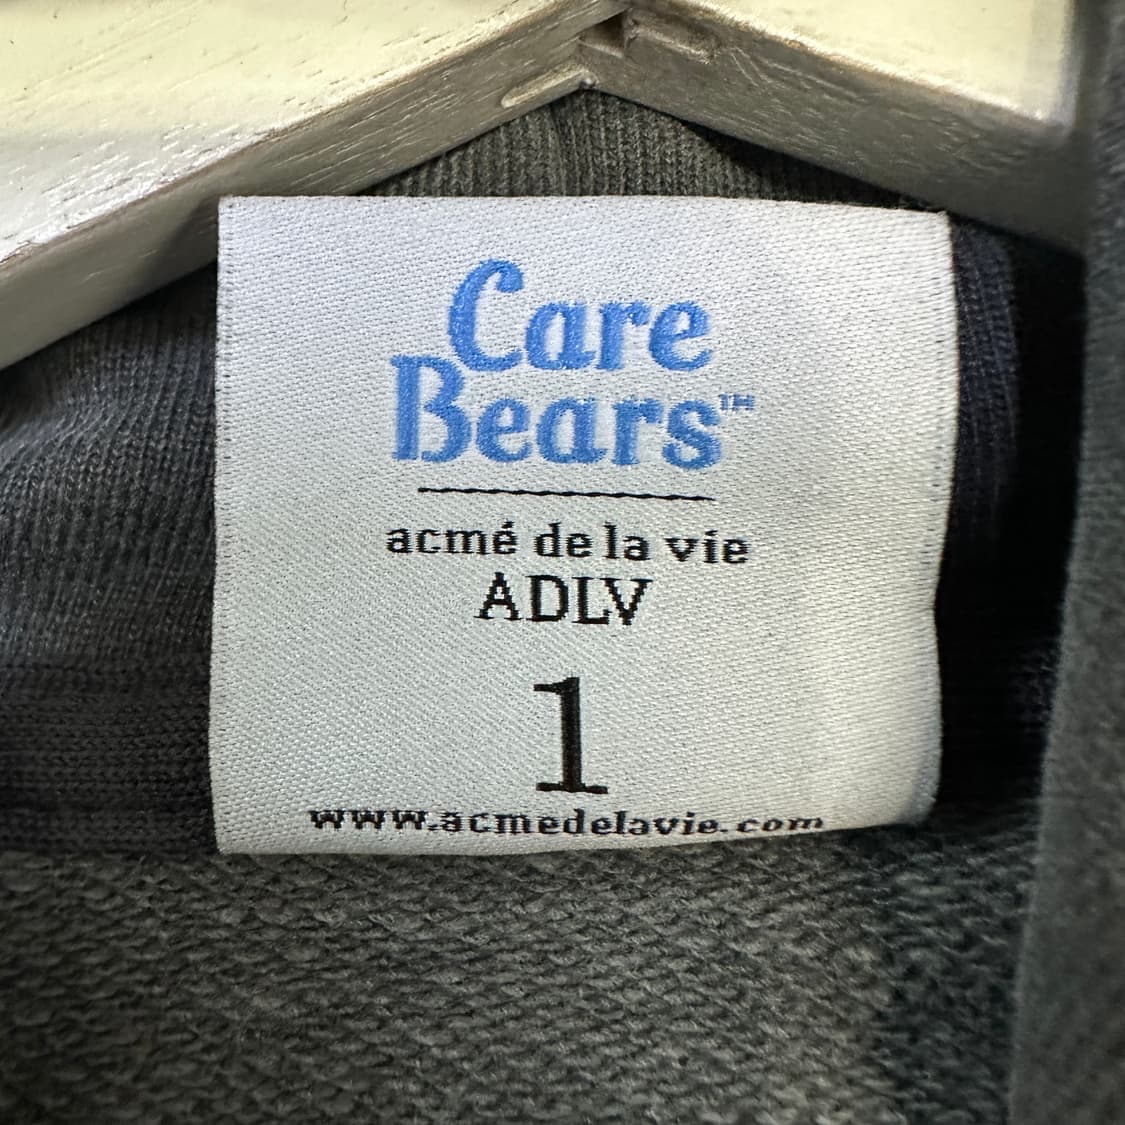 Care
Bears™
acmé de la vie
ADLV
1
www.acmedelavie.com